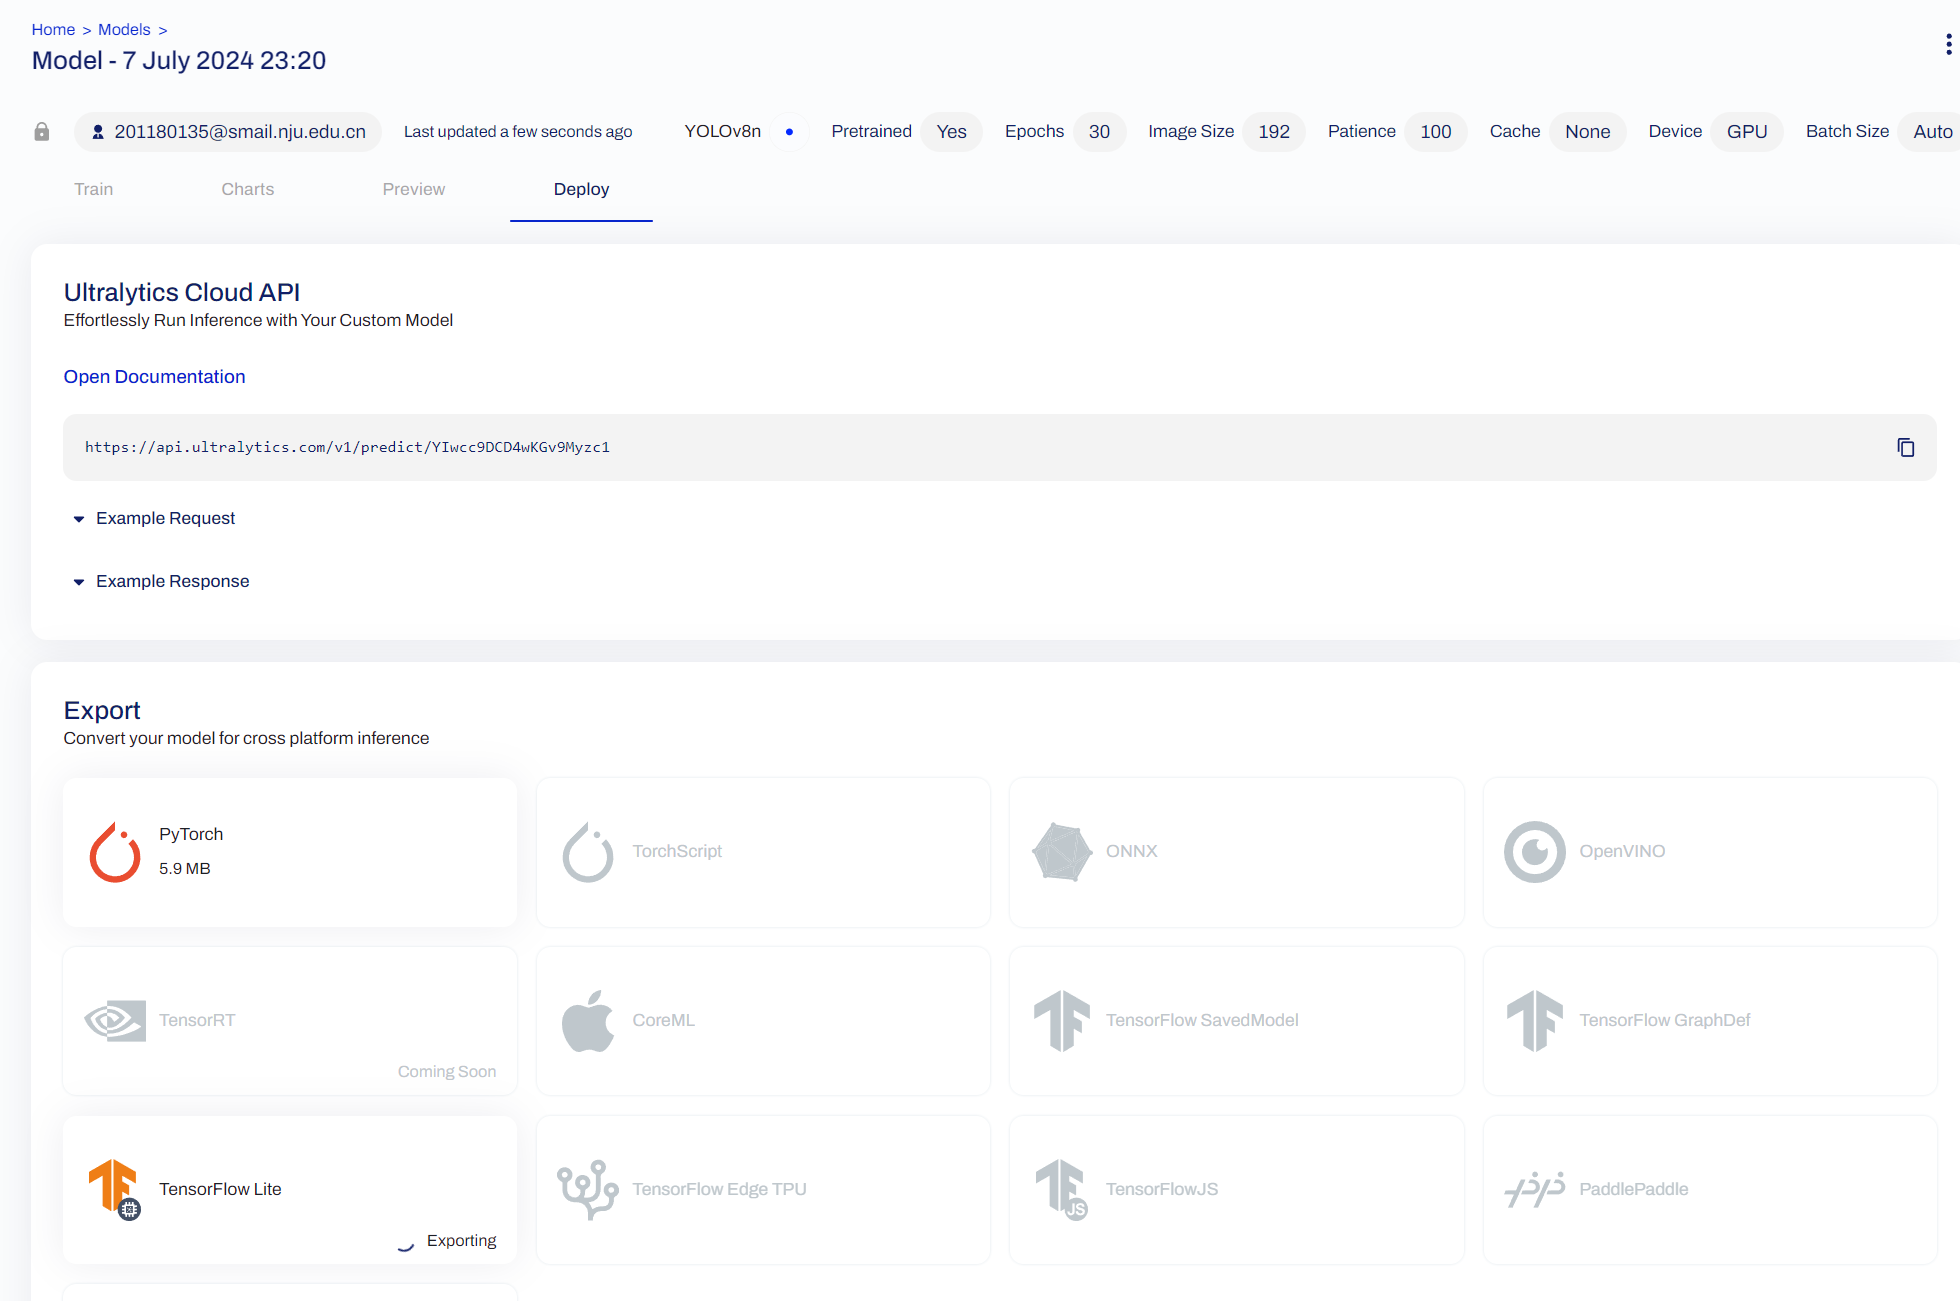 Home > Models >
Model - 7 July 2024 23:20
201180135@smail.nju.edu.cn Last updated a few seconds ago YOLOv8n Pretrained Yes Epochs 30 Image Size 192 Patience 100 Cache None Device GPU Batch Size Auto
Train Charts Preview Deploy
Ultralytics Cloud API
Effortlessly Run Inference with Your Custom Model
Open Documentation
https://api.ultralytics.com/v1/predict/YIwcc9DCD4wKGv9Myzc1
Example Request
Example Response
Export
Convert your model for cross platform inference
PyTorch
5.9 MB
TorchScript
ONNX
OpenVINO
TensorRT
Coming Soon
CoreML
TensorFlow SavedModel
TensorFlow GraphDef
TensorFlow Lite
Exporting
TensorFlow Edge TPU
JS
TensorFlowJS
PaddlePaddle